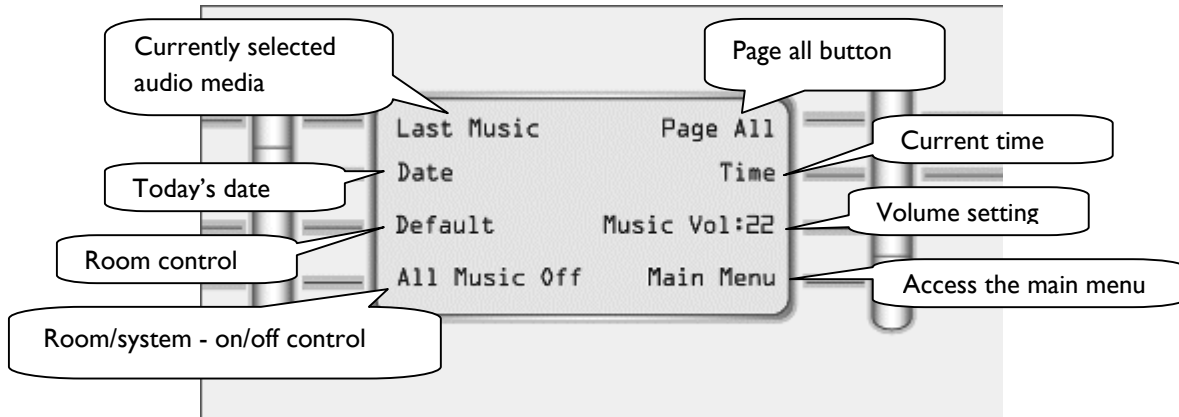 Currently selected
audio media
Page all button
Last Music
Page All
Current time
Date
Time
Today's date
Volume setting
Default
Music Vol:22
Room control
All Music Off
Main Menu
Access the main menu
Room/system - on/off control